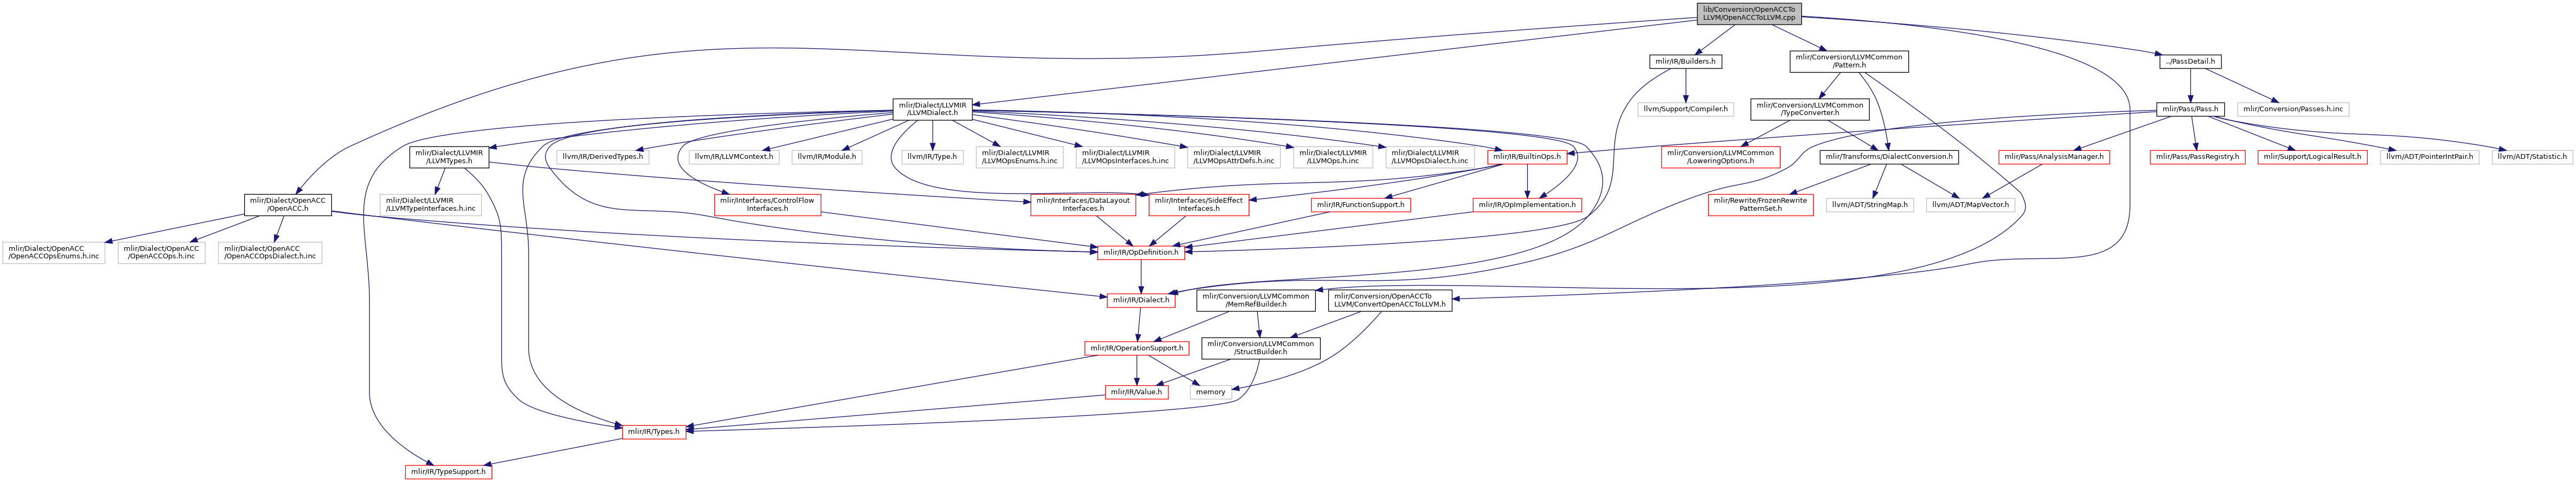 lib/Conversion/OpenACCTo
LLVM/OpenACCToLLVM.cpp
mlir/IR/Builders.h
mlir/Conversion/LLVMCommon
/Pattern.h
../PassDetail.h
mlir/Dialect/LLVMIR
/LLVMDialect.h
llvm/Support/Compiler.h
mlir/Conversion/LLVMCommon
/TypeConverter.h
mlir/Pass/Pass.h
mlir/Conversion/Passes.h.inc
mlir/Dialect/LLVMIR
/LLVMTypes.h
llvm/IR/DerivedTypes.h
llvm/IR/LLVMContext.h
llvm/IR/Module.h
llvm/IR/Type.h
mlir/Dialect/LLVMIR
/LLVMOpsEnums.h.inc
mlir/Dialect/LLVMIR
/LLVMOpsInterfaces.h.inc
mlir/Dialect/LLVMIR
/LLVMOpsAttrDefs.h.inc
mlir/Dialect/LLVMIR
/LLVMOps.h.inc
mlir/Dialect/LLVMIR
/LLVMOpsDialect.h.inc
mlir/IR/BuiltinOps.h
mlir/Conversion/LLVMCommon
/LoweringOptions.h
mlir/Transforms/DialectConversion.h
mlir/Pass/AnalysisManager.h
mlir/Pass/PassRegistry.h
mlir/Support/LogicalResult.h
llvm/ADT/PointerIntPair.h
llvm/ADT/Statistic.h
mlir/Dialect/OpenACC
/OpenACC.h
mlir/Dialect/LLVMIR
/LLVMTypeInterfaces.h.inc
mlir/Interfaces/ControlFlow
Interfaces.h
mlir/Interfaces/DataLayout
Interfaces.h
mlir/Interfaces/SideEffect
Interfaces.h
mlir/IR/FunctionSupport.h
mlir/IR/OpImplementation.h
mlir/Rewrite/FrozenRewrite
PatternSet.h
llvm/ADT/StringMap.h
llvm/ADT/MapVector.h
mlir/Dialect/OpenACC
/OpenACCOpsEnums.h.inc
mlir/Dialect/OpenACC
/OpenACCOps.h.inc
mlir/Dialect/OpenACC
/OpenACCOpsDialect.h.inc
mlir/IR/OpDefinition.h
mlir/IR/Dialect.h
mlir/Conversion/LLVMCommon
/MemRefBuilder.h
mlir/Conversion/OpenACCTo
LLVM/ConvertOpenACCToLLVM.h
mlir/IR/OperationSupport.h
mlir/Conversion/LLVMCommon
/StructBuilder.h
mlir/IR/Value.h
memory
mlir/IR/Types.h
mlir/IR/TypeSupport.h